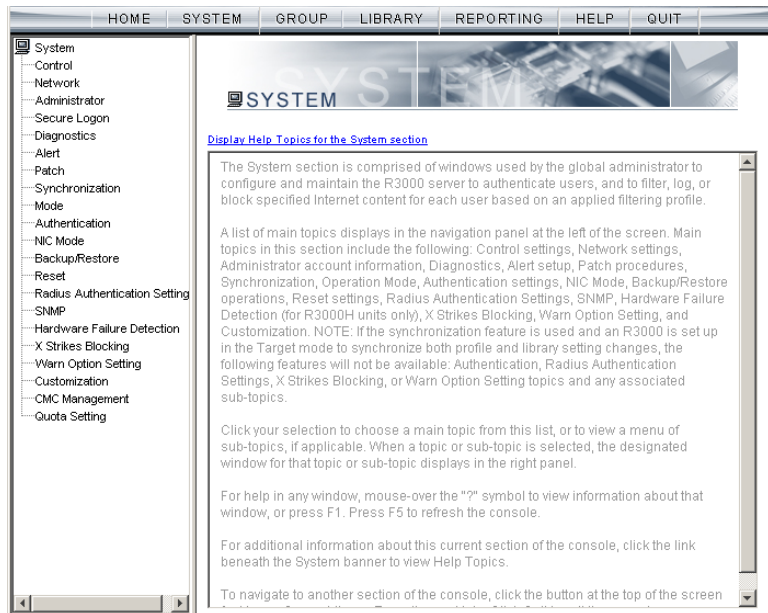 HOME SYSTEM GROUP LIBRARY REPORTING HELP QUIT
System
Control
Network
Administrator
Secure Logon
Diagnostics
Alert
Patch
Synchronization
Mode
Authentication
NIC Mode
Backup/Restore
Reset
Radius Authentication Setting
SNMP
Hardware Failure Detection
X Strikes Blocking
Warn Option Setting
Customization
CMC Management
Quota Setting
SYSTEM
SYSTEM
Display Help Topics for the System section
The System section is comprised of windows used by the global administrator to
configure and maintain the R3000 server to authenticate users, and to filter, log, or
block specified Internet content for each user based on an applied filtering profile.
A list of main topics displays in the navigation panel at the left of the screen. Main
topics in this section include the following: Control settings, Network settings,
Administrator account information, Diagnostics, Alert setup, Patch procedures,
Synchronization, Operation Mode, Authentication settings, NIC Mode, Backup/Restore
operations, Reset settings, Radius Authentication Settings, SNMP, Hardware Failure
Detection (for R3000H units only), X Strikes Blocking, Warn Option Setting, and
Customization. NOTE: If the synchronization feature is used and an R3000 is set up
in the Target mode to synchronize both profile and library setting changes, the
following features will not be available: Authentication, Radius Authentication
Settings, X Strikes Blocking, or Warn Option Setting topics and any associated
sub-topics.
Click your selection to choose a main topic from this list, or to view a menu of
sub-topics, if applicable. When a topic or sub-topic is selected, the designated
window for that topic or sub-topic displays in the right panel.
For help in any window, mouse-over the "?" symbol to view information about that
window, or press F1. Press F5 to refresh the console.
For additional information about this current section of the console, click the link
beneath the System banner to view Help Topics.
To navigate to another section of the console, click the button at the top of the screen